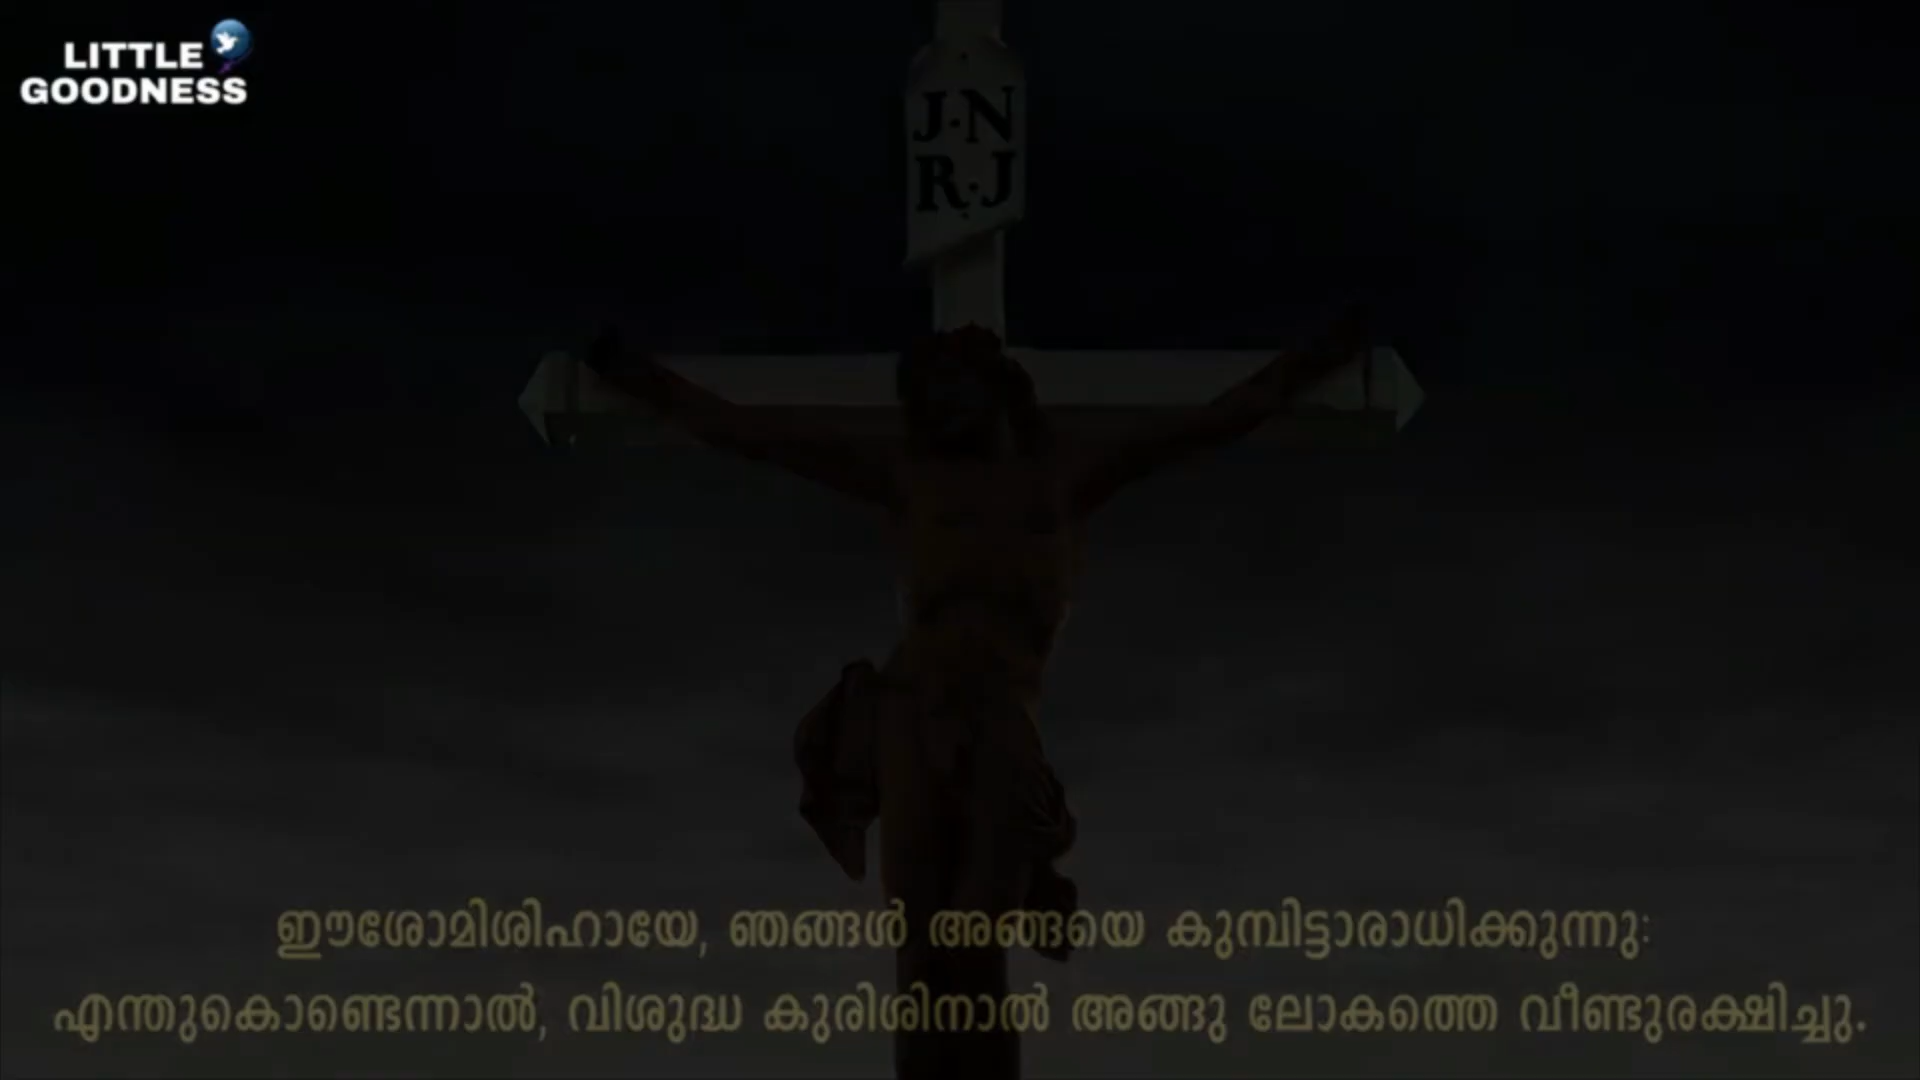 LITTLE
GOODNESS
J·N
R·J
ഈശോമിശിഹായേ, ഞങ്ങൾ അങ്ങയെ കുമ്പിട്ടാരാധിക്കുന്നു:
എന്തുകൊണ്ടെന്നാൽ, വിശുദ്ധ കുരിശിനാൽ അങ്ങു ലോകത്തെ വീണ്ടുരക്ഷിച്ചു.